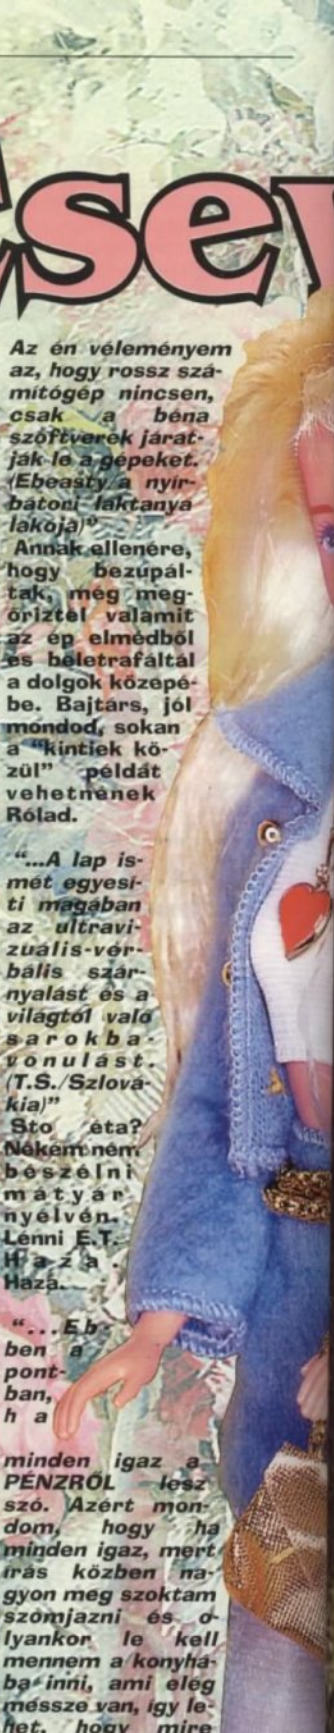 sev
Az én véleményem
az, hogy rossz szá-
mítógép nincsen,
csak a béna
szoftverek járat-
ják le a gépeket.
(Ebeasty/a nyír-
bátori laktanya
lakója)"
Annak ellenére,
hogy bezupál-
tak, még meg-
őriztél valamit
az ép elmédből
és beletrafáltál
a dolgok közepé-
be. Bajtárs, jól
mondod, sokan
a "kintiek kö-
zül" példát
vehetnének
Rólad.
"...A lap is-
mét egyesí-
ti magában
az ultravi-
zuális-ver-
bális szár-
nyalást és a
világtól való
sarokba-
vonulást.
(T.S./Szlová-
kia)"
Sto éta?
Nékem ném
bészélni
mátyár
nyélvén.
Lenni E.T.
Haza.
Haza.
"...Eb-
ben a
pont-
ban,
ha
minden igaz a
PÉNZRŐL lesz
szó. Azért mon-
dom, hogy ha
minden igaz, mert
írás közben na-
gyon meg szoktam
szomjazni és o-
lyankor le kell
mennem a konyhá-
ba inni, ami elég
messze van, így le-
het, hogy mire